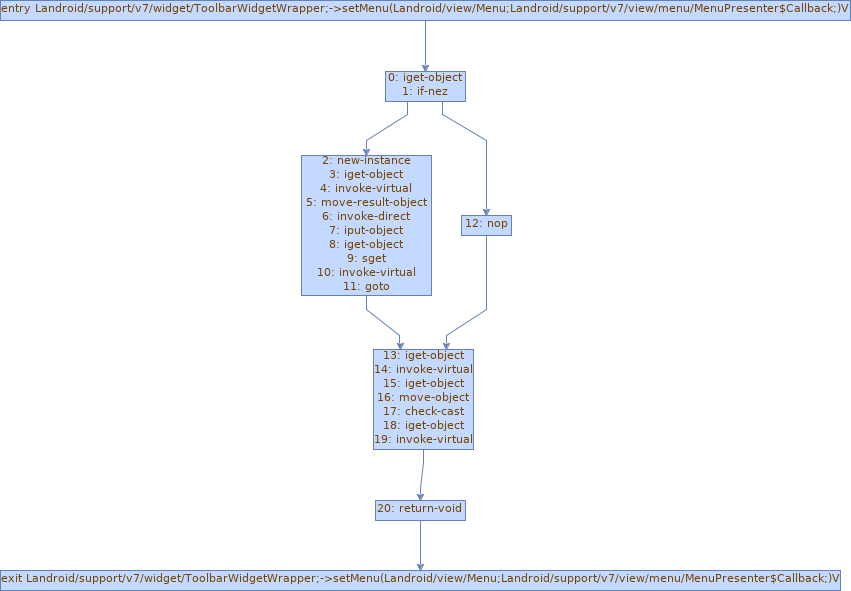 entry Landroid/support/v7/widget/ToolbarWidgetWrapper;->setMenu(Landroid/view/Menu;Landroid/support/v7/view/menu/MenuPresenter$Callback;)V
0: iget-object
1: if-nez
2: new-instance
3: iget-object
4: invoke-virtual
5: move-result-object
6: invoke-direct
7: iput-object
8: iget-object
9: sget
10: invoke-virtual
11: goto
12: nop
13: iget-object
14: invoke-virtual
15: iget-object
16: move-object
17: check-cast
18: iget-object
19: invoke-virtual
20: return-void
exit Landroid/support/v7/widget/ToolbarWidgetWrapper;->setMenu(Landroid/view/Menu;Landroid/support/v7/view/menu/MenuPresenter$Callback;)V